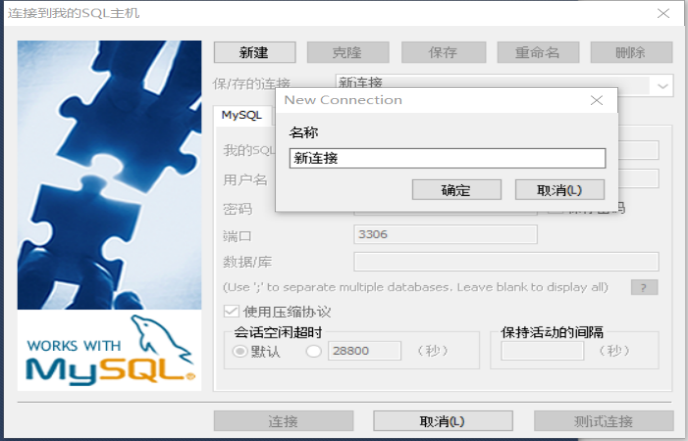 连接到我的SQL主机
新建
克隆
保存
重命名
删除
保/存的连接
新连接
New Connection
名称
新连接
确定
取消(L)
MySQL
我的SQL
用户名
密码
端口
3306
数据/库
(Use ';' to separate multiple databases. Leave blank to display all)
?
使用压缩协议
会话空闲超时
默认
28800
(秒)
保持活动的间隔
(秒)
WORKS WITH
MySQL®
连接
取消(L)
测试连接